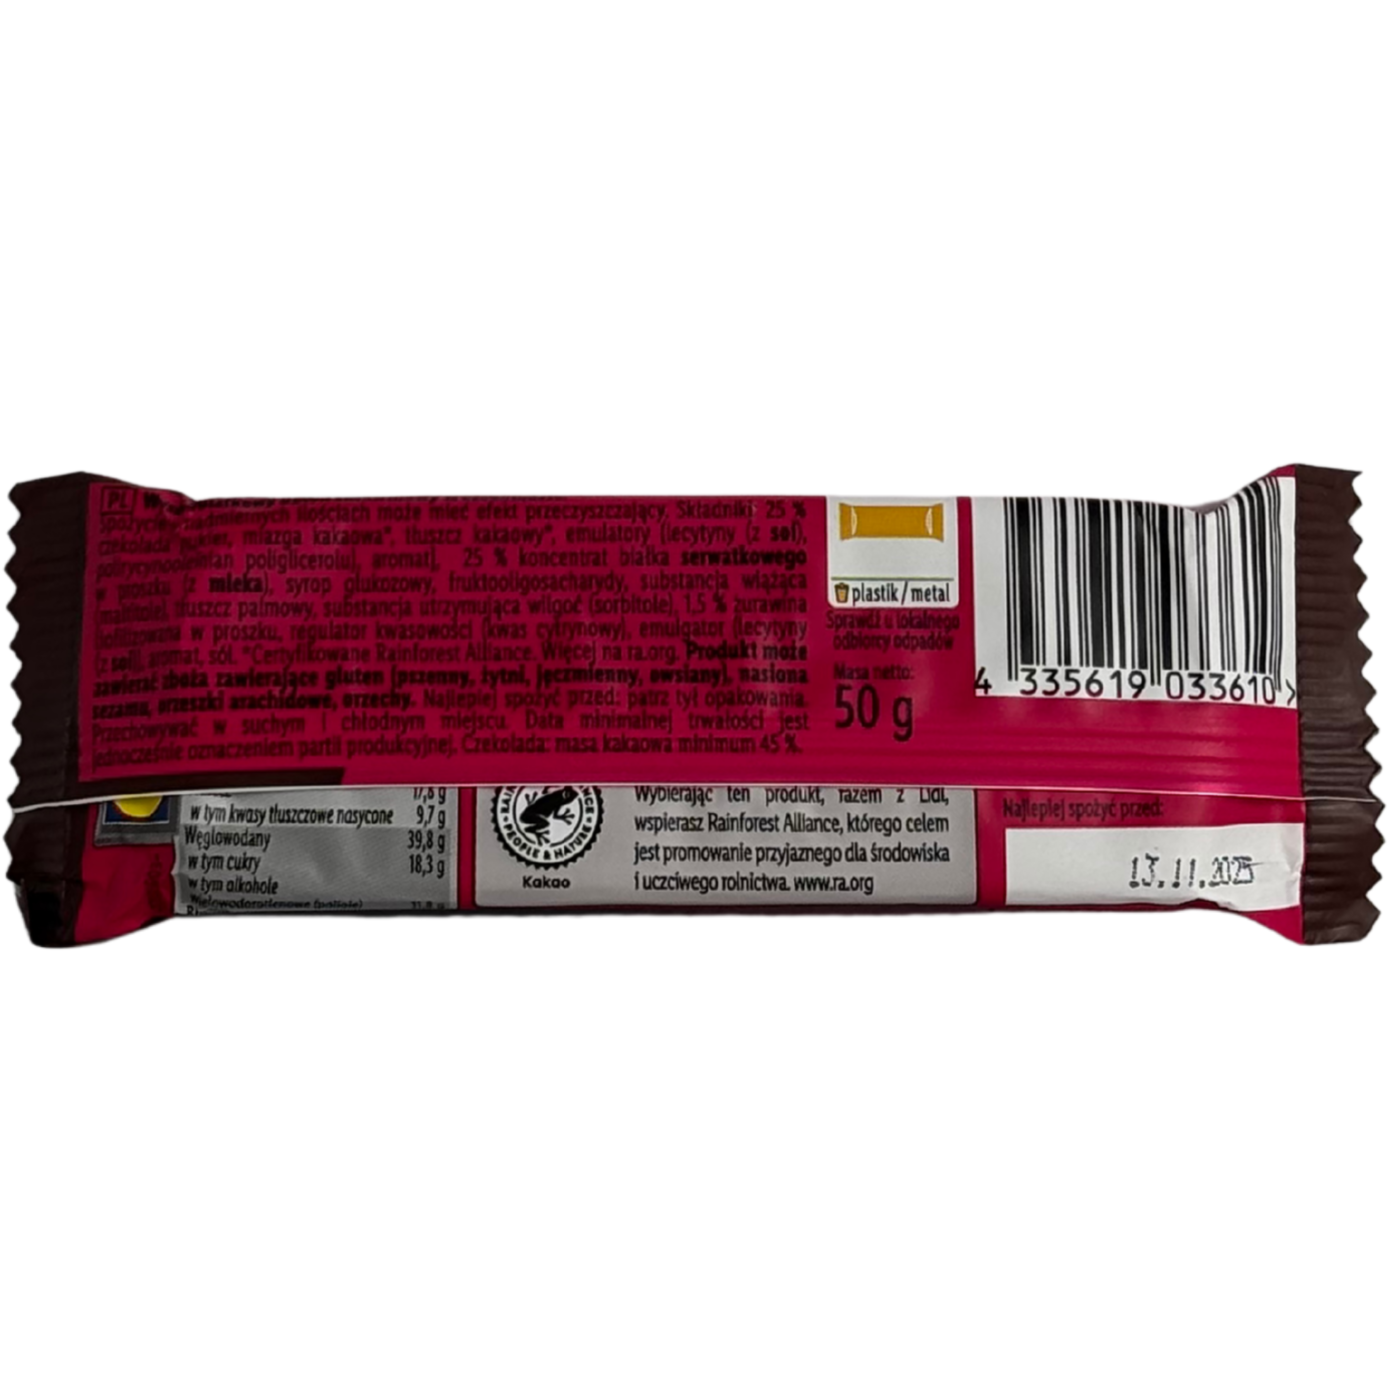 PL
Spożycie w nadmiernych ilościach może mieć efekt przeczyszczający. Składniki: 25 %
czekolada miazga kakaowa*, tłuszcz kakaowy*, emulatory (lecytyny (z soi),
poliglicerolu), aromat], 25 % koncentrat białka serwatkowego
w proszku (z mleka), syrop glukozowy, fruktooligosacharydy, substancja wiążąca
tłuszcz palmowy, substancja utrzymująca wilgoć (sorbitole), 1,5 % żurawina
liofilizowana w proszku, regulator kwasowości (kwas cytrynowy), emulgator (lecytyny
(z soi)), aromat, sól. *Certyfikowane Rainforest Alliance. Więcej na ra.org. Produkt może
zawierać zboża zawierające gluten (pszenny, żytni, jęczmienny, owsiany), nasiona
sezamu, orzeszki arachidowe, orzechy. Najlepiej spożyć przed: patrz tył opakowania.
Przechowywać w suchym i chłodnym miejscu. Data minimalnej trwałości jest
jednocześnie oznaczeniem partii produkcyjnej. Czekolada: masa kakaowa minimum 45 %.
plastik / metal
Sprawdź u lokalnego
odbiorcy odpadów
Masa netto:
50 g
4 335619 033610 >
17,8 g
w tym kwasy tłuszczowe nasycone 9,7 g
Węglowodany 39,8 g
w tym cukry 18,3 g
w tym alkohole
wielowodorotlenowe (poliole)
PEOPLE & NATURE
Kakao
Wybierając ten produkt, razem z Lidl,
wspierasz Rainforest Alliance, którego celem
jest promowanie przyjaznego dla środowiska
i uczciwego rolnictwa. www.ra.org
Najlepiej spożyć przed:
13.11.2025